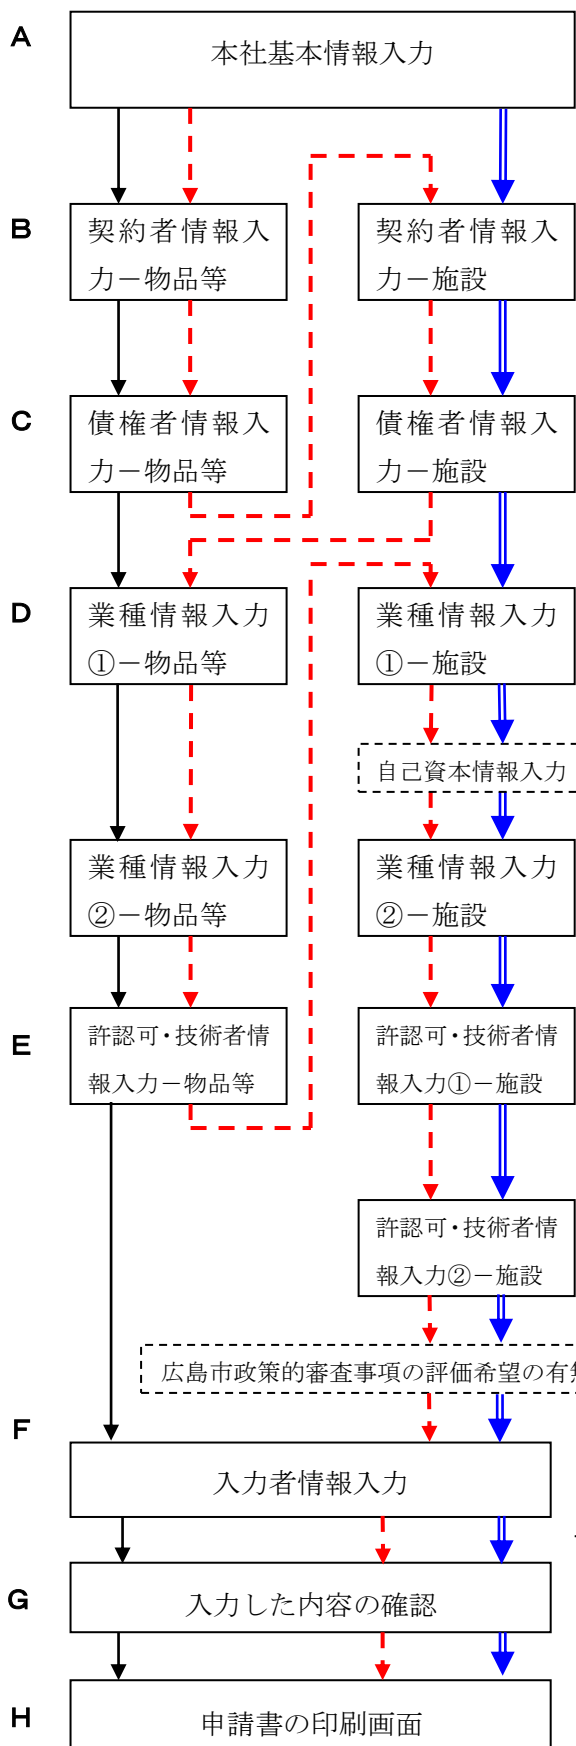 A
本社基本情報入力
B
契約者情報入
力－物品等
契約者情報入
力－施設
C
債権者情報入
力－物品等
債権者情報入
力－施設
D
業種情報入力
①－物品等
業種情報入力
①－施設
自己資本情報入力
業種情報入力
②－物品等
業種情報入力
②－施設
E
許認可・技術者情
報入力－物品等
許認可・技術者情
報入力①－施設
許認可・技術者情
報入力②－施設
広島市政策的審査事項の評価希望の有無
F
入力者情報入力
G
入力した内容の確認
H
申請書の印刷画面